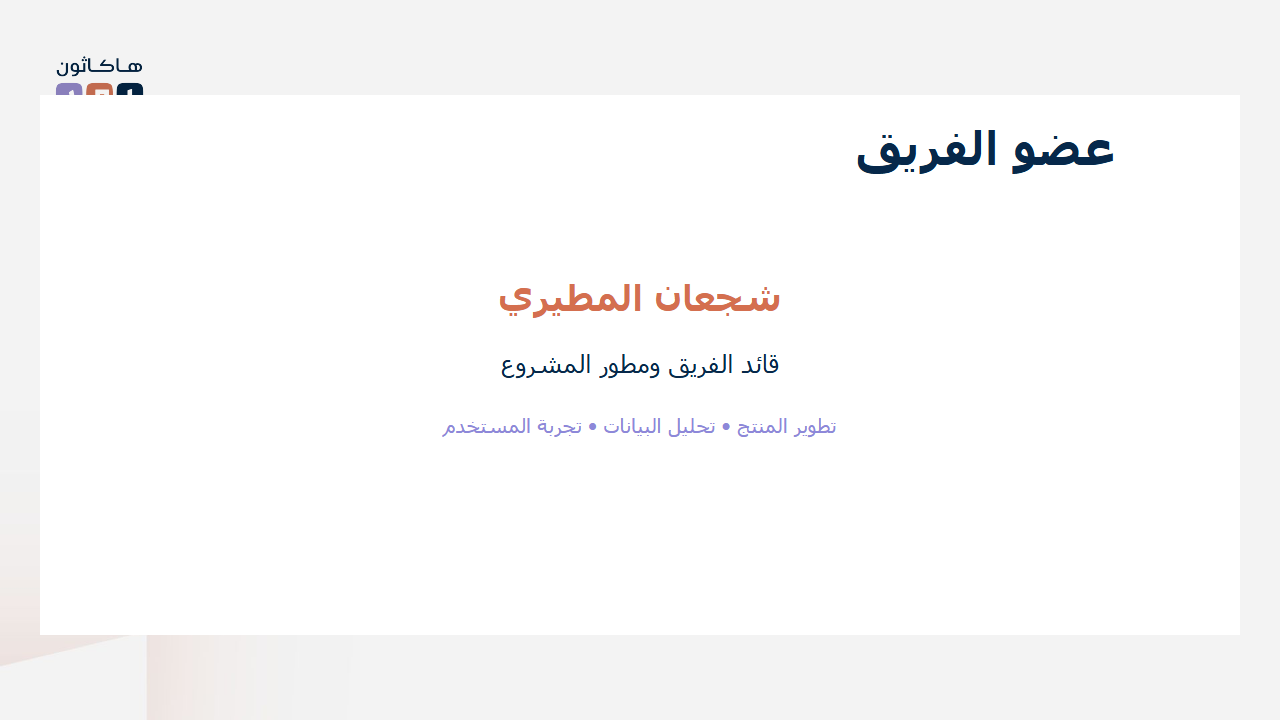 هاكاثون
عضو الفريق
شجعان المطيري
قائد الفريق ومطور المشروع
تطوير المنتج • تحليل البيانات • تجربة المستخدم